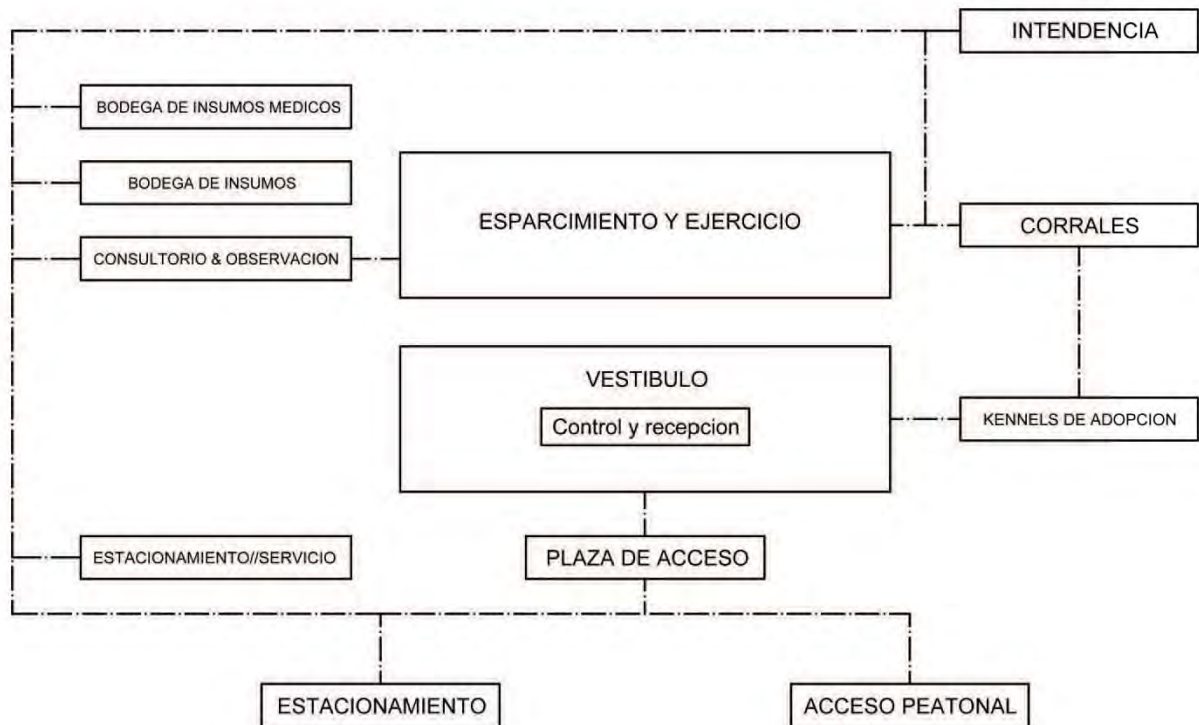 INTENDENCIA
BODEGA DE INSUMOS MEDICOS
BODEGA DE INSUMOS
ESPARCIMIENTO Y EJERCICIO
CORRALES
CONSULTORIO & OBSERVACION
VESTIBULO
Control y recepcion
KENNELS DE ADOPCION
ESTACIONAMIENTO//SERVICIO
PLAZA DE ACCESO
ESTACIONAMIENTO
ACCESO PEATONAL